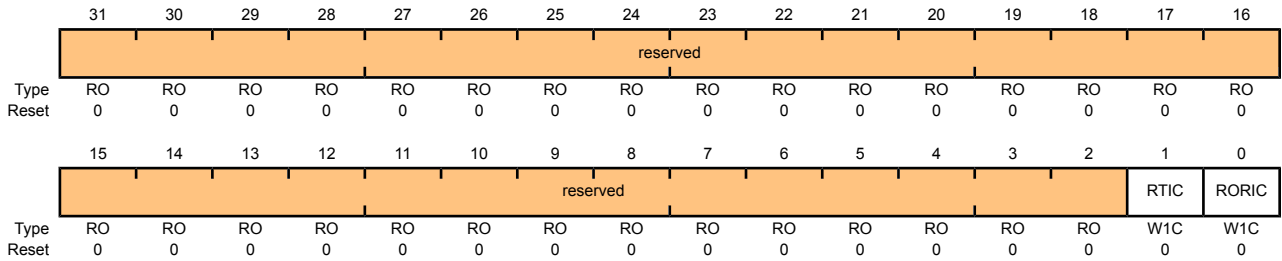 31 30 29 28 27 26 25 24 23 22 21 20 19 18 17 16
reserved
Type RO RO RO RO RO RO RO RO RO RO RO RO RO RO RO RO
Reset 0 0 0 0 0 0 0 0 0 0 0 0 0 0 0 0
15 14 13 12 11 10 9 8 7 6 5 4 3 2 1 0
reserved RTIC RORIC
Type RO RO RO RO RO RO RO RO RO RO RO RO RO RO W1C W1C
Reset 0 0 0 0 0 0 0 0 0 0 0 0 0 0 0 0